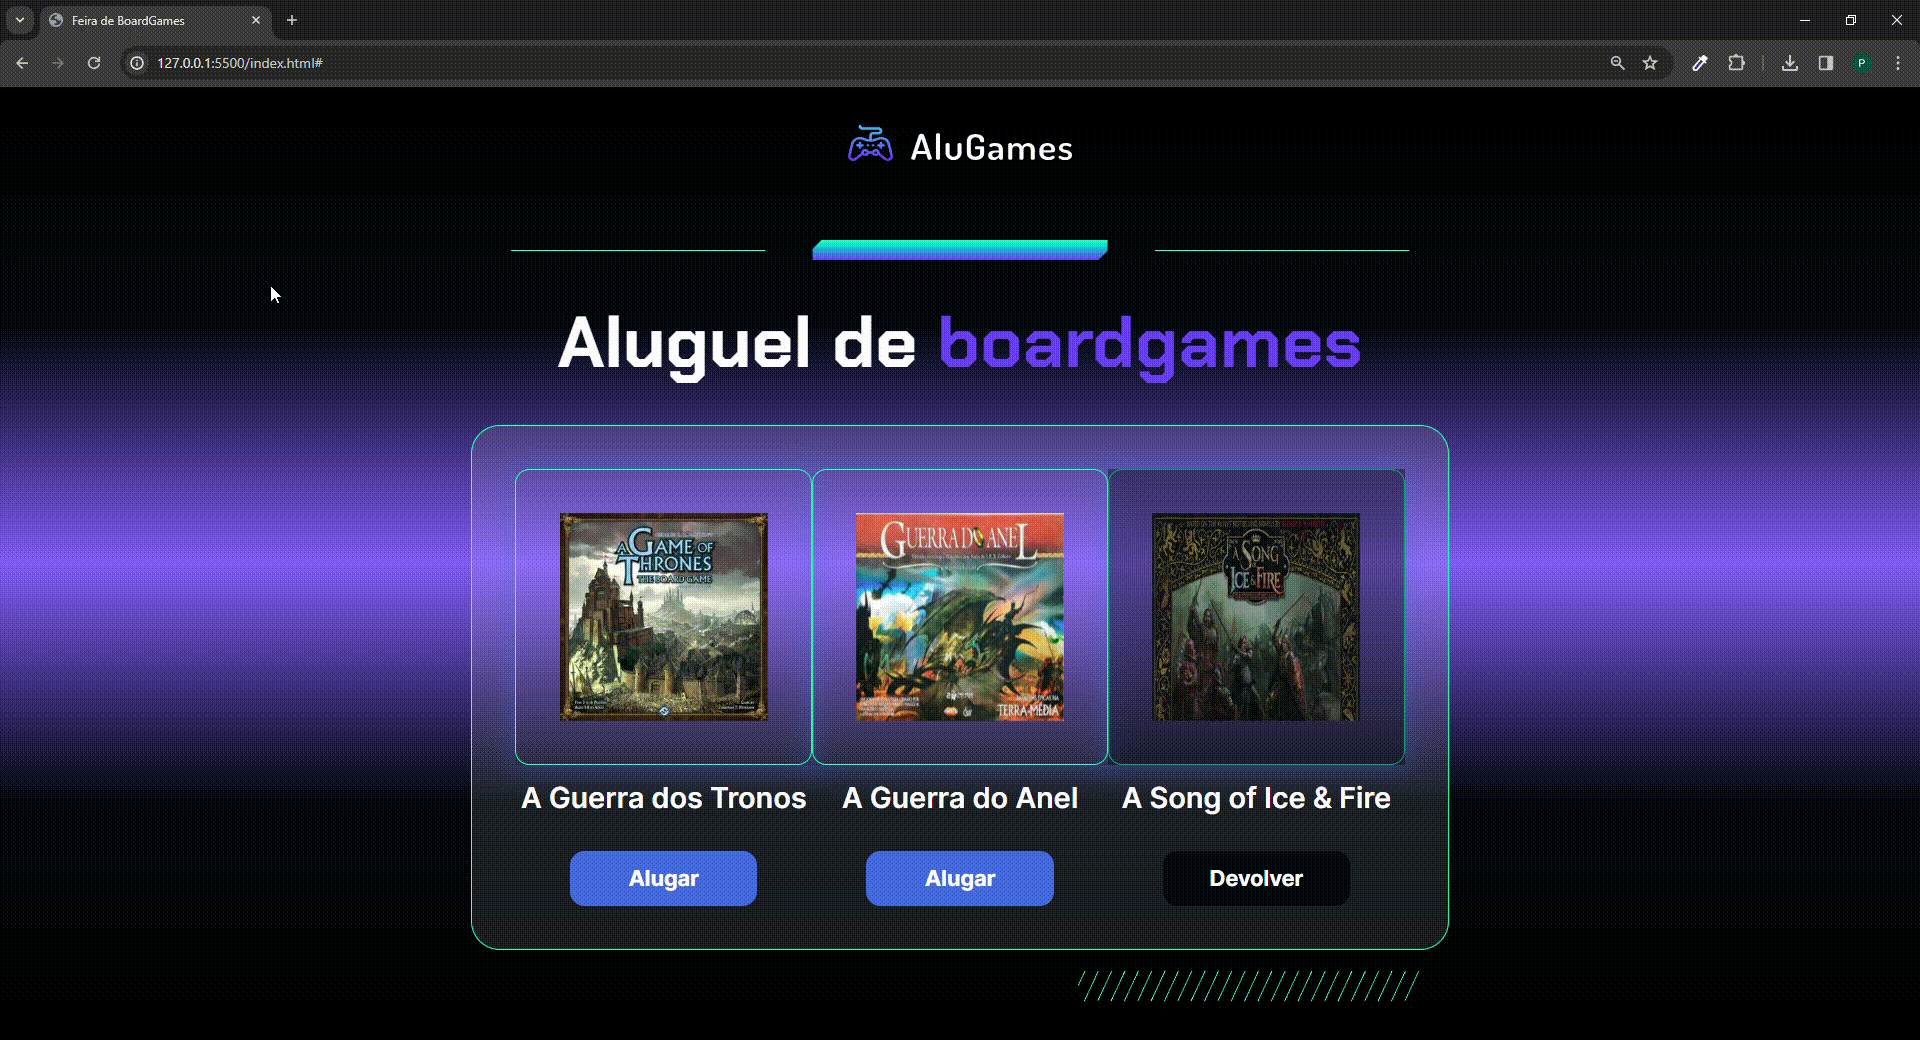 Feira de BoardGames
127.0.0.1:5500/index.html#
P
AluGames
Aluguel de boardgames
A GAME OF
THRONES
THE BOARD GAME
GUERRA DO ANEL
TERRA-MÉDIA
A SONG OF
ICE & FIRE
A Guerra dos Tronos
A Guerra do Anel
A Song of Ice & Fire
Alugar
Alugar
Devolver